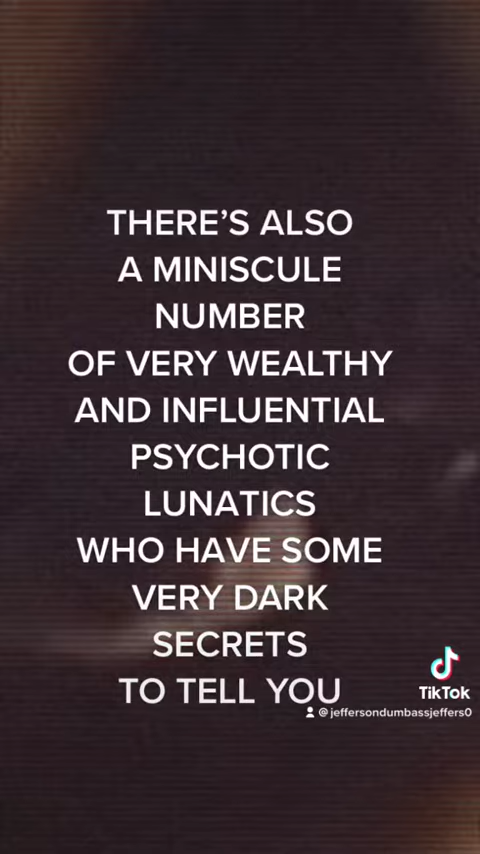 THERE’S ALSO
A MINISCULE
NUMBER
OF VERY WEALTHY
AND INFLUENTIAL
PSYCHOTIC
LUNATICS
WHO HAVE SOME
VERY DARK
SECRETS
TO TELL YOU
TikTok
@jeffersondumbassjeffers0